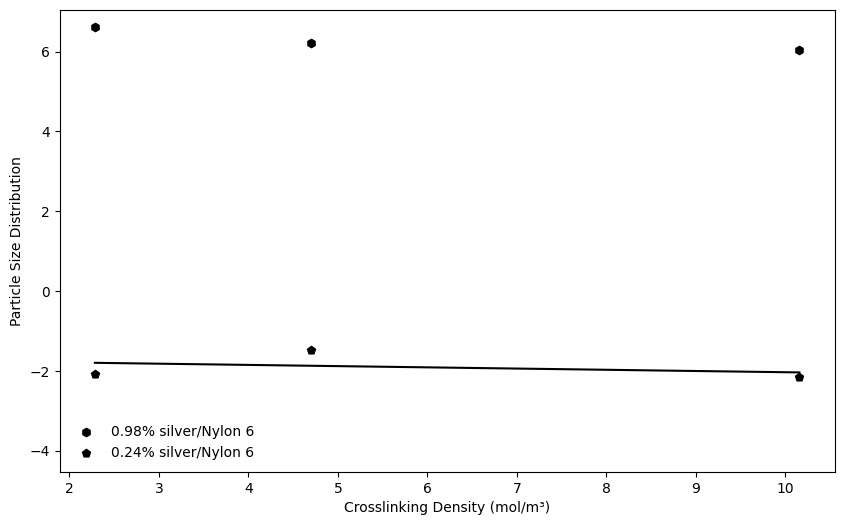 6
4
2
0
−2
−4
Particle Size Distribution
0.98% silver/Nylon 6
0.24% silver/Nylon 6
2 3 4 5 6 7 8 9 10
Crosslinking Density (mol/m³)